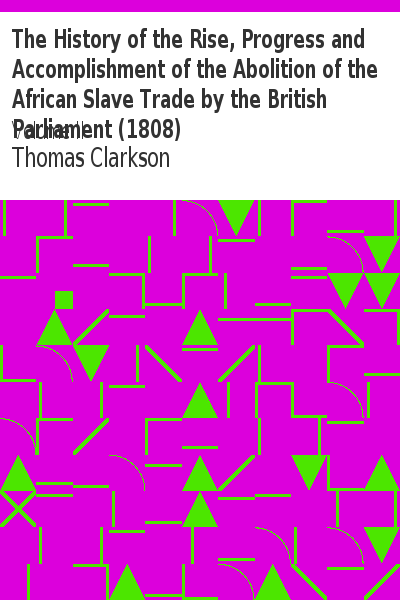 The History of the Rise, Progress and
Accomplishment of the Abolition of the
African Slave Trade by the British
Parliament (1808)
Thomas Clarkson